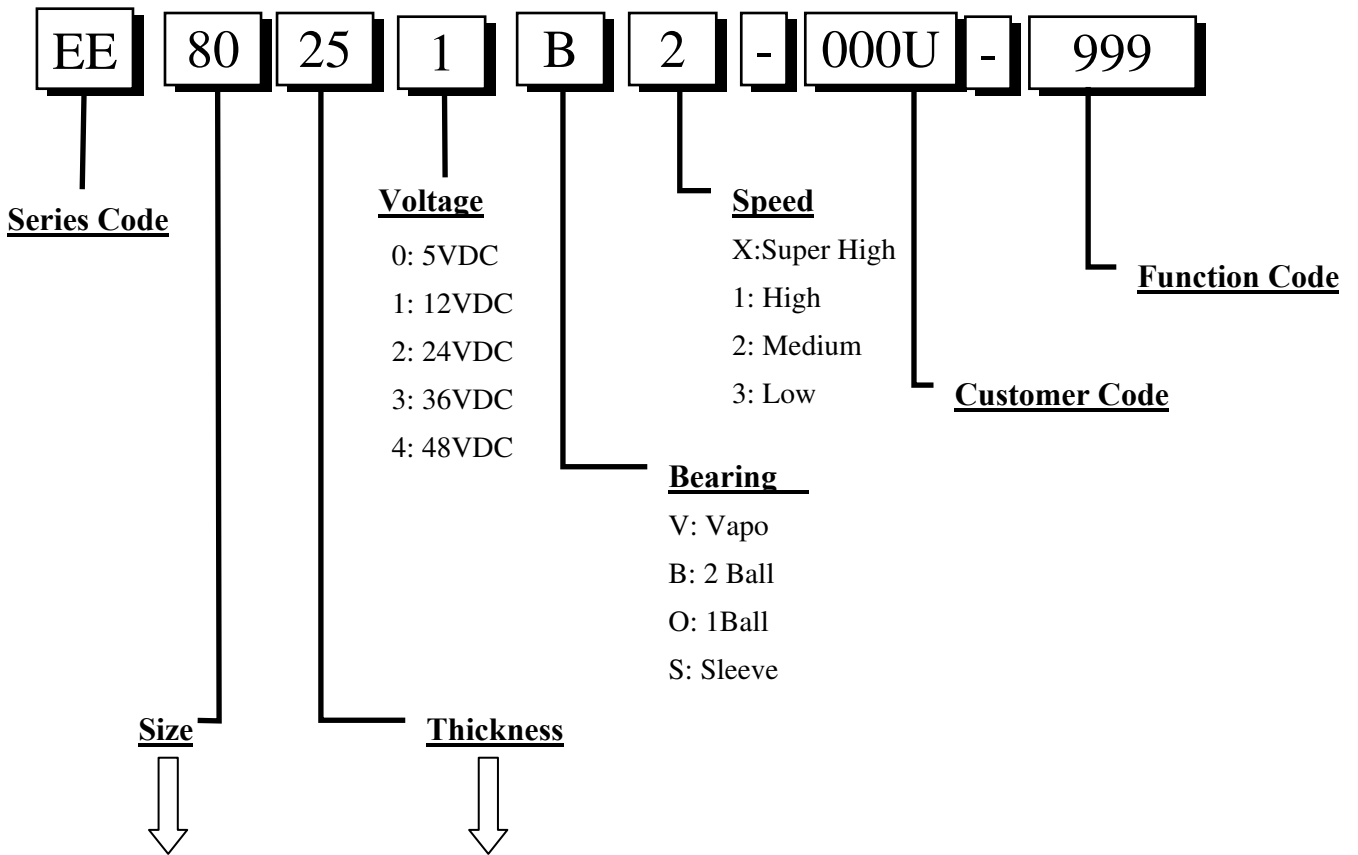 EE 80 25 1 B 2 - 000U - 999
Series Code
Voltage
0: 5VDC
1: 12VDC
2: 24VDC
3: 36VDC
4: 48VDC
Speed
X:Super High
1: High
2: Medium
3: Low
Function Code
Customer Code
Bearing
V: Vapo
B: 2 Ball
O: 1Ball
S: Sleeve
Size
Thickness